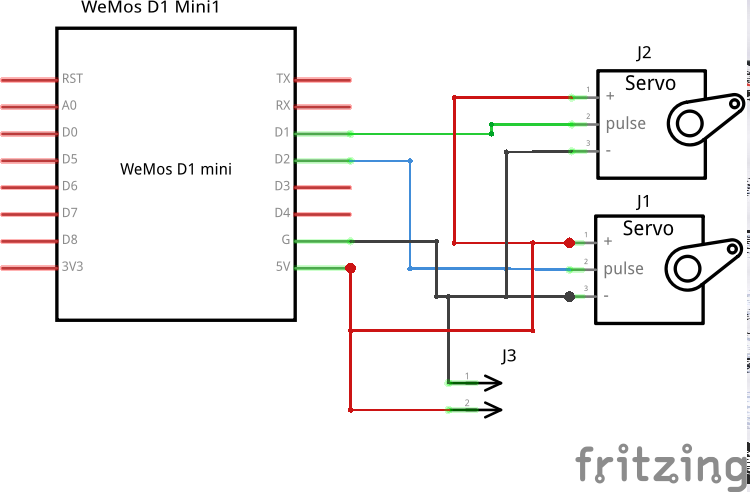 WeMos D1 Mini1
J2
RST
TX
1
+
Servo
A0
RX
D0
D1
2
pulse
D5
D2
3
-
WeMos D1 mini
D6
D3
J1
D7
D4
Servo
D8
G
1
+
3V3
5V
2
pulse
3
-
J3
1
2
fritzing